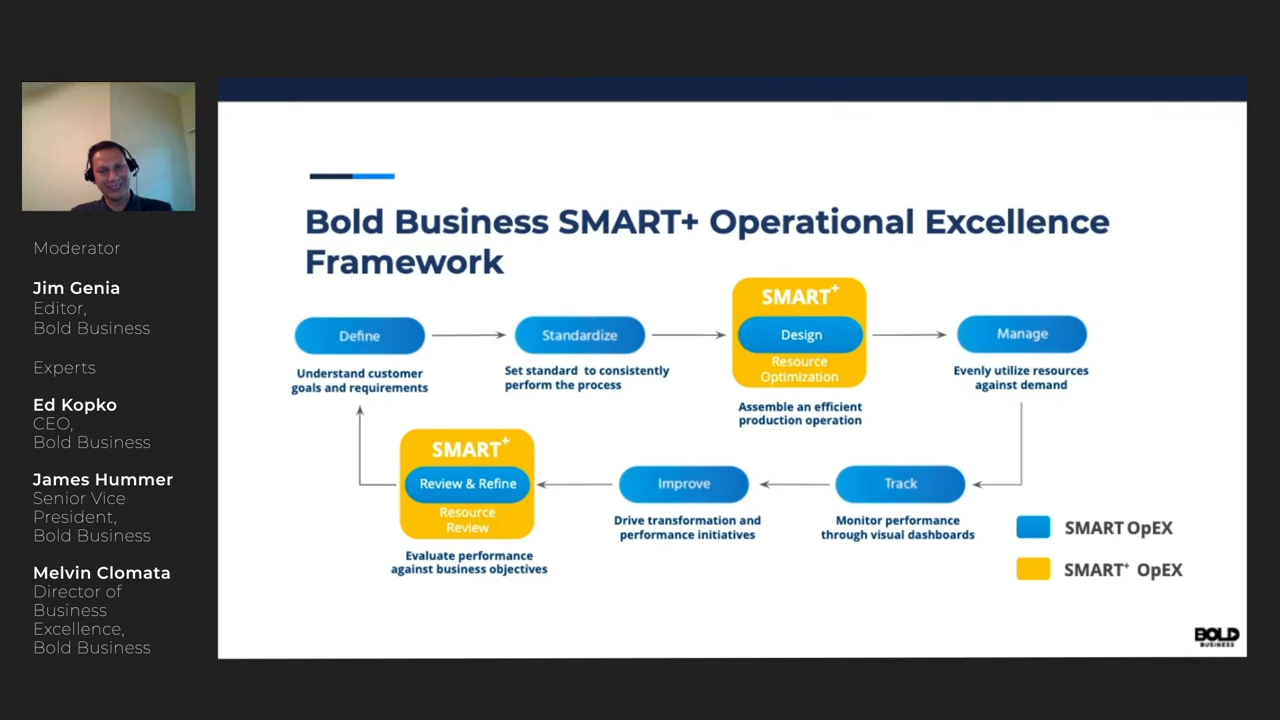 Moderator
Jim Genia
Editor,
Bold Business
Experts
Ed Kopko
CEO,
Bold Business
James Hummer
Senior Vice
President,
Bold Business
Melvin Clomata
Director of
Business
Excellence,
Bold Business
Bold Business SMART+ Operational Excellence
Framework
Define
Understand customer
goals and requirements
Standardize
Set standard to consistently
perform the process
SMART+
Design
Resource
Optimization
Assemble an efficient
production operation
Manage
Evenly utilize resources
against demand
Track
Monitor performance
through visual dashboards
Improve
Drive transformation and
performance initiatives
SMART+
Review & Refine
Resource
Review
Evaluate performance
against business objectives
SMART OpEX
SMART+ OpEX
BOLD
BUSINESS